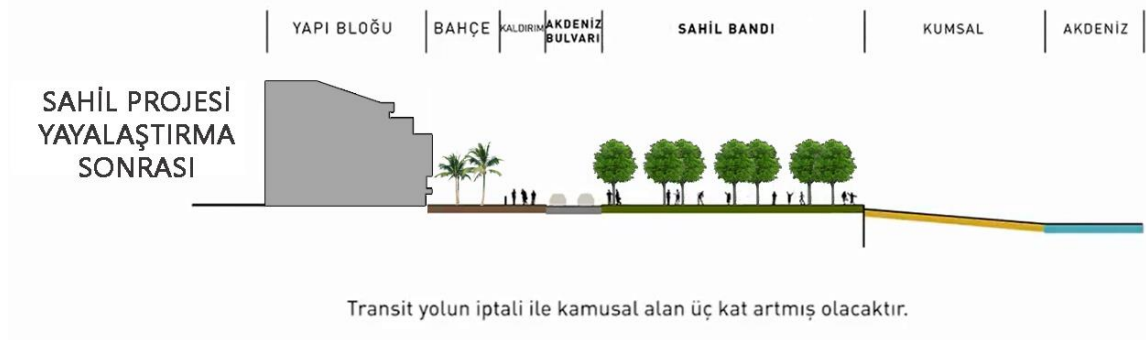 YAPI BLOĞU
BAHÇE
KALDIRIM
AKDENİZ
BULVARI
SAHİL BANDI
KUMSAL
AKDENİZ
SAHİL PROJESİ
YAYALAŞTIRMA
SONRASI
Transit yolun iptali ile kamusal alan üç kat artmış olacaktır.